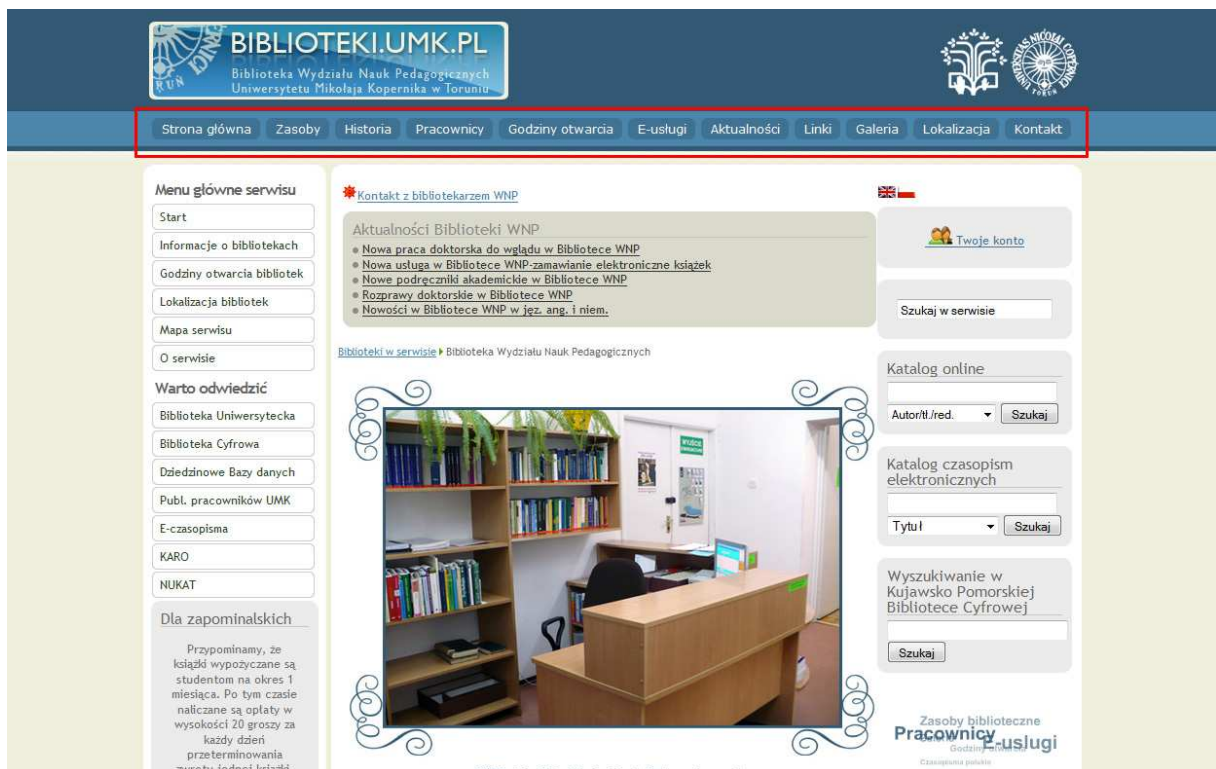 BIBLIOTEKI.UMK.PL
Biblioteka Wydziału Nauk Pedagogicznych
Uniwersytetu Mikołaja Kopernika w Toruniu
Strona główna Zasoby Historia Pracownicy Godziny otwarcia E-usługi Aktualności Linki Galeria Lokalizacja Kontakt
Menu główne serwisu
Start
Informacje o bibliotekach
Godziny otwarcia bibliotek
Lokalizacja bibliotek
Mapa serwisu
O serwisie
Warto odwiedzić
Biblioteka Uniwersytecka
Biblioteka Cyfrowa
Dziedzinowe Bazy danych
Publ. pracowników UMK
E-czasopisma
KARO
NUKAT
Dla zapominalskich
Przypominamy, że
książki wypożyczane są
studentom na okres 1
miesiąca. Po tym czasie
naliczane są opłaty w
wysokości 20 groszy za
każdy dzień
przeterminowania
zwrotu jednej książki
Kontakt z bibliotekarzem WNP
Aktualności Biblioteki WNP
Nowa praca doktorska do wglądu w Bibliotece WNP
Nowa usługa w Bibliotece WNP-zamawianie elektroniczne książek
Nowe podręczniki akademickie w Bibliotece WNP
Rozprawy doktorskie w Bibliotece WNP
Nowości w Bibliotece WNP w jęz. ang. i niem.
Biblioteki w serwisie Biblioteka Wydziału Nauk Pedagogicznych
Twoje konto
Szukaj w serwisie
Katalog online
Autor/tł./red. Szukaj
Katalog czasopism
elektronicznych
Tytuł Szukaj
Wyszukiwanie w
Kujawsko Pomorskiej
Bibliotece Cyfrowej
Szukaj
Zasoby biblioteczne
Pracownicy
E-uslugi
Czasopisma polskie